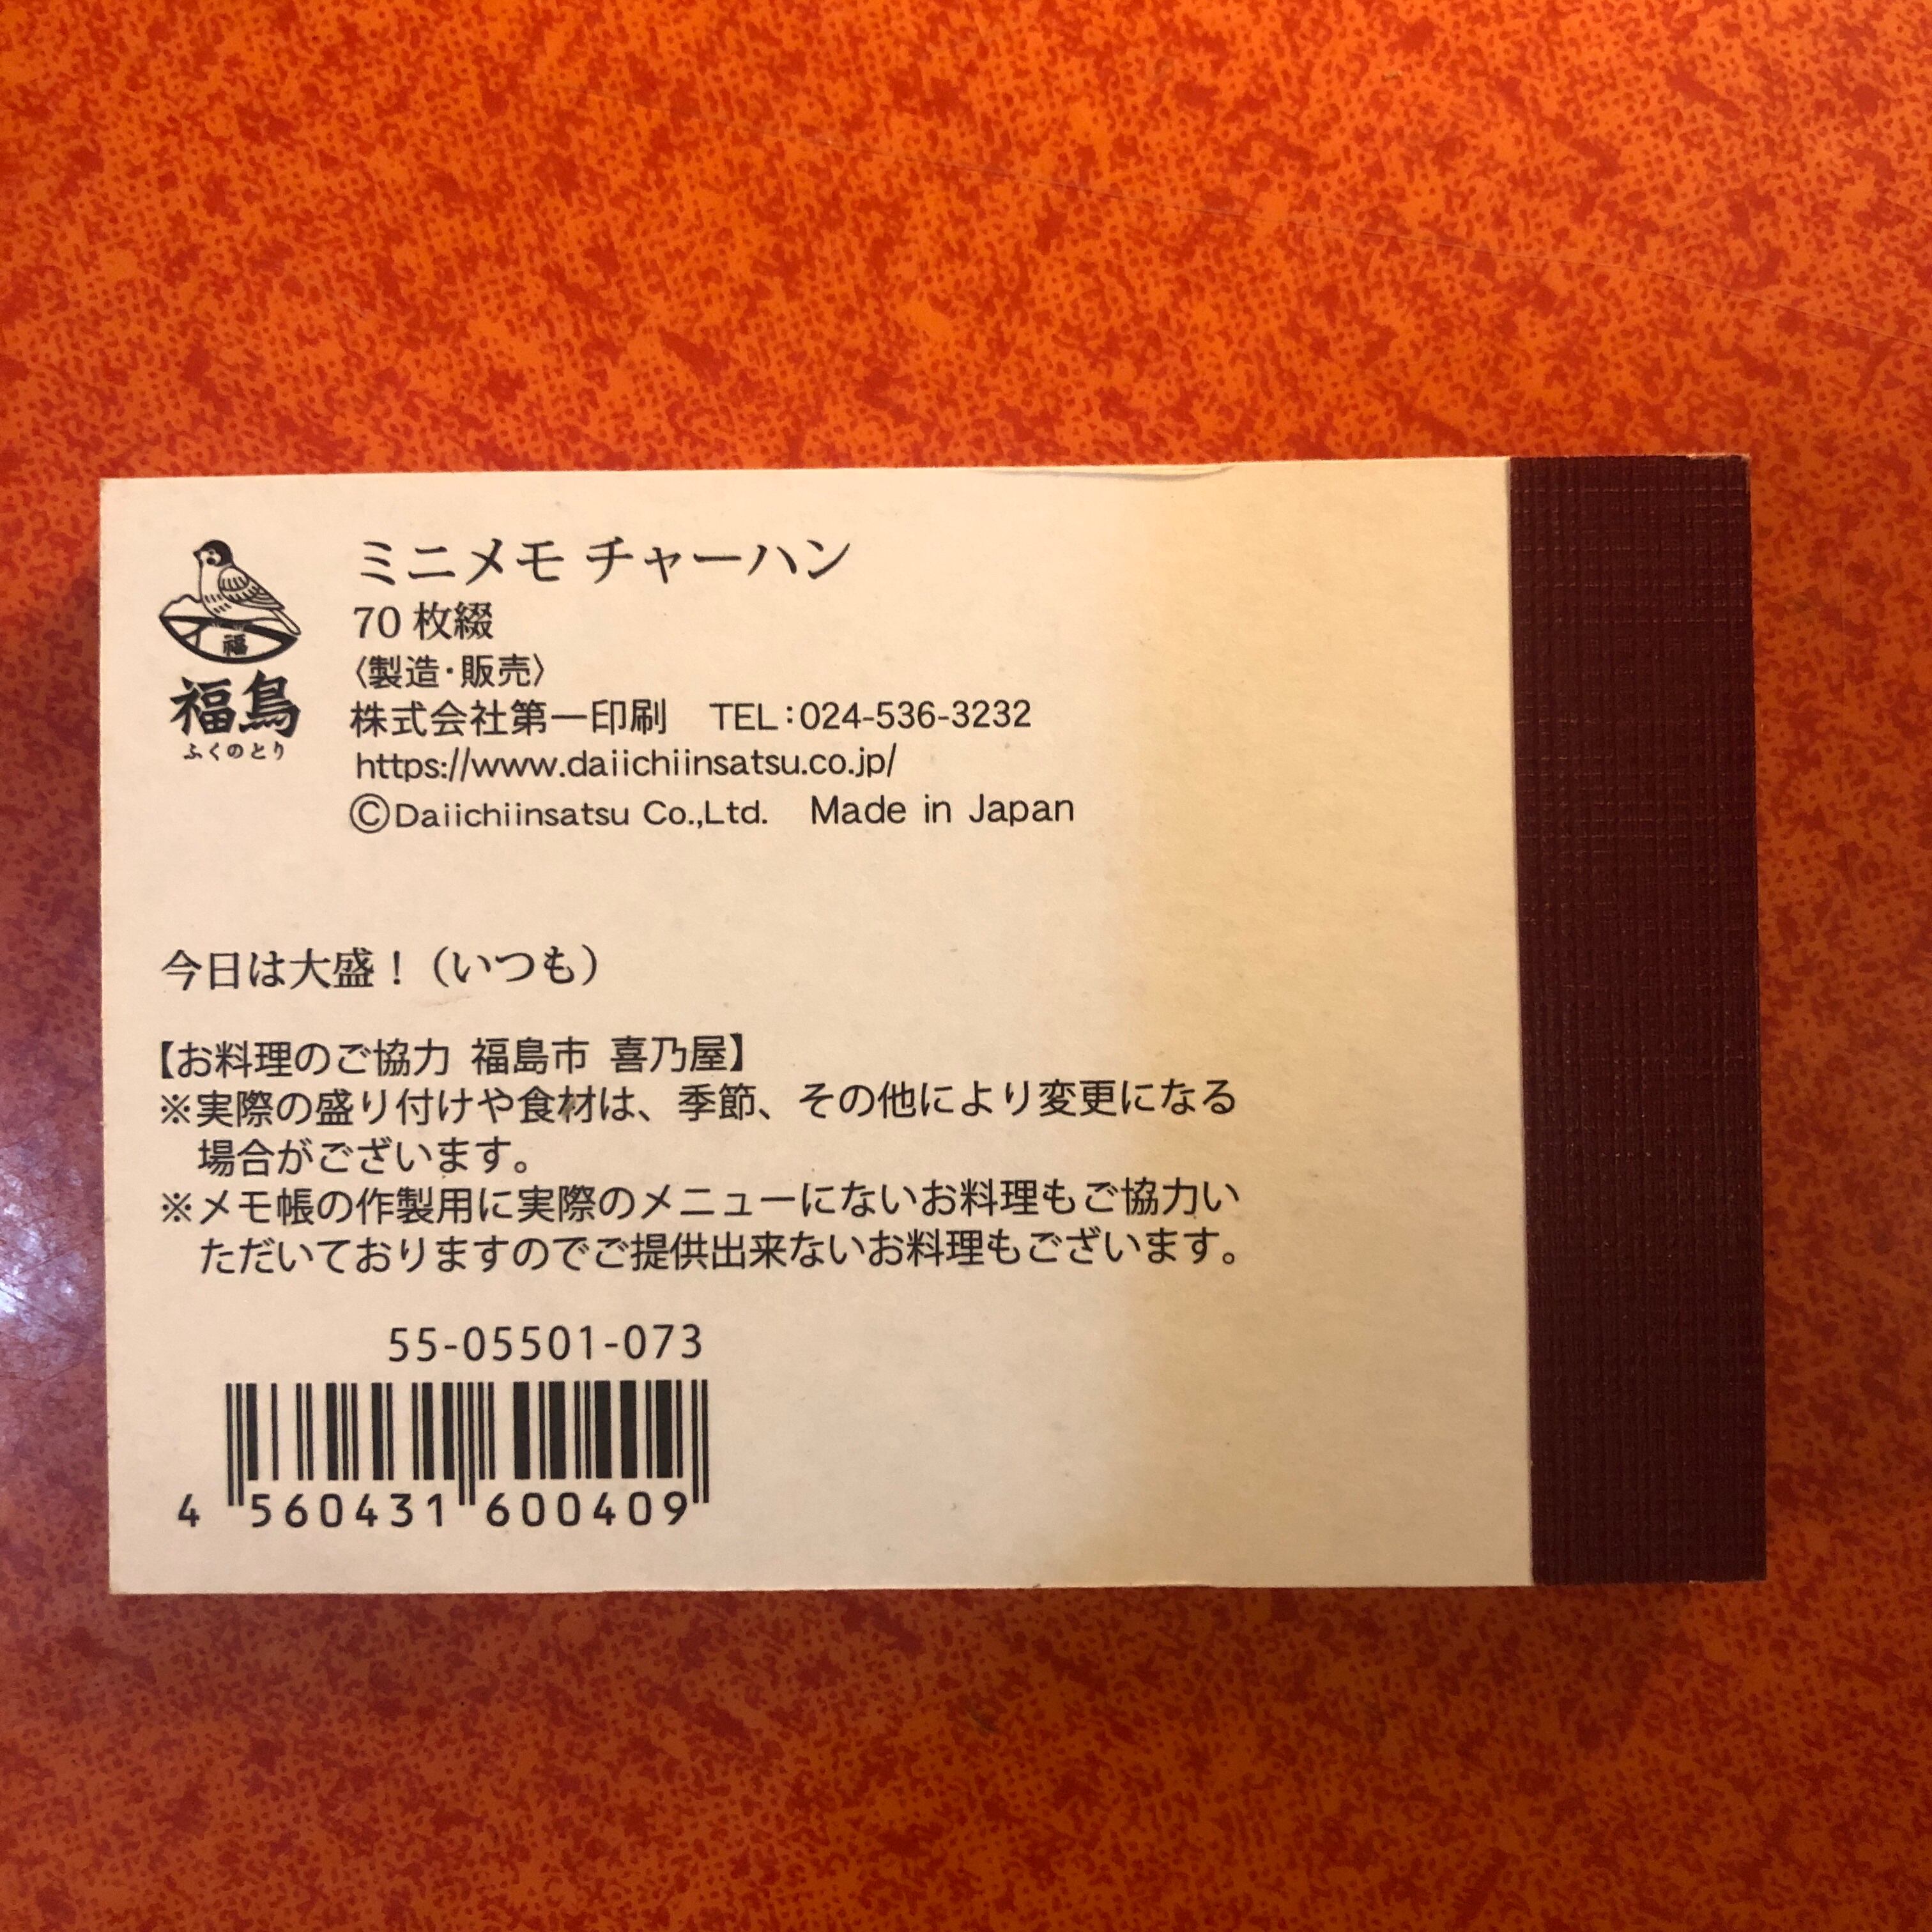 福
福鳥
ふくのとり
ミニメモ チャーハン
70 枚綴
〈製造・販売〉
株式会社第一印刷 TEL:024-536-3232
https://www.daiichiinsatsu.co.jp/
©Daiichiinsatsu Co.,Ltd. Made in Japan
今日は大盛！（いつも）
【お料理のご協力 福島市 喜乃屋】
※実際の盛り付けや食材は、季節、その他により変更になる
場合がございます。
※メモ帳の作製用に実際のメニューにないお料理もご協力い
ただいておりますのでご提供出来ないお料理もございます。
55-05501-073
4 560431 600409